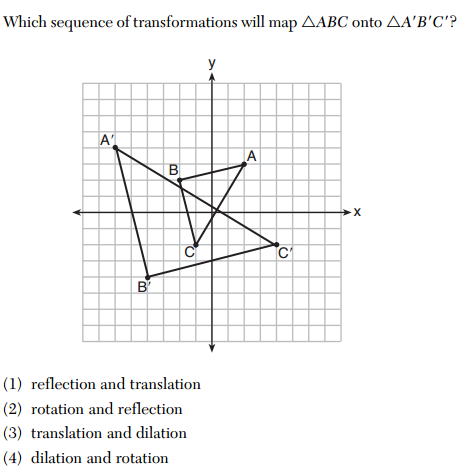 Which sequence of transformations will map △ABC onto △A′B′C′?
y
A′
A
B
x
C
C′
B′
(1) reflection and translation
(2) rotation and reflection
(3) translation and dilation
(4) dilation and rotation